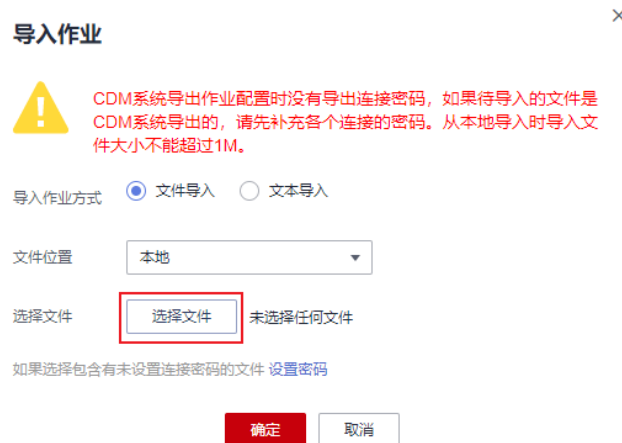 导入作业
CDM系统导出作业配置时没有导出连接密码，如果待导入的文件是
CDM系统导出的，请先补充各个连接的密码。从本地导入时导入文
件大小不能超过1M。
导入作业方式 文件导入 文本导入
文件位置 本地
选择文件 选择文件 未选择任何文件
如果选择包含有未设置连接密码的文件 设置密码
确定 取消